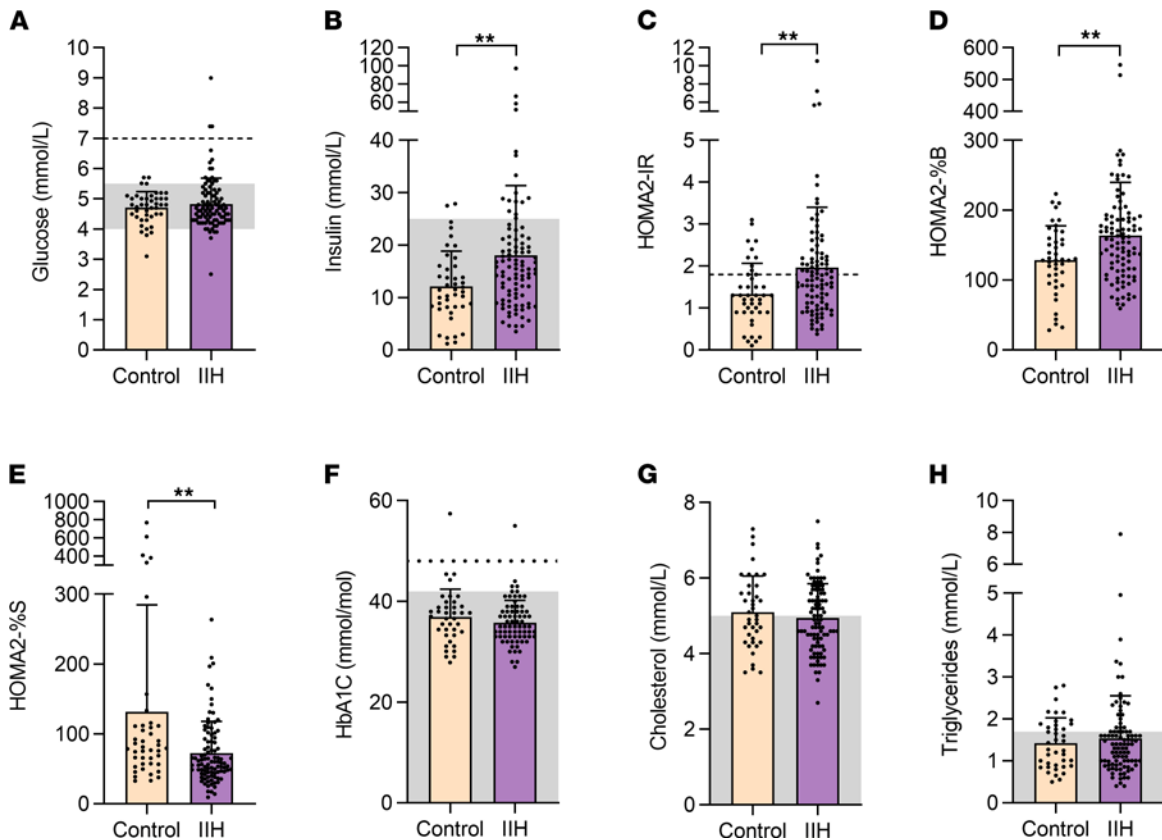 A
Glucose (mmol/L)
10
9
8
7
6
5
4
3
2
1
0
Control IIH
B
**
Insulin (mmol/L)
120
100
80
60
40
30
20
10
0
Control IIH
C
**
HOMA2-IR
12
10
8
6
5
4
3
2
1
0
Control IIH
D
**
HOMA2-%B
600
500
400
300
200
100
0
Control IIH
E
**
HOMA2-%S
1000
800
600
400
300
200
100
0
Control IIH
F
HbA1C (mmol/mol)
60
40
20
0
Control IIH
G
Cholesterol (mmol/L)
8
6
4
2
0
Control IIH
H
Triglycerides (mmol/L)
10
8
6
5
4
3
2
1
0
Control IIH